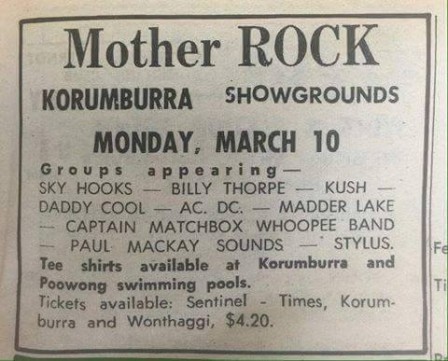 Mother ROCK
KORUMBURRA SHOWGROUNDS
MONDAY, MARCH 10
Groups appearing —
SKY HOOKS — BILLY THORPE — KUSH —
DADDY COOL — AC. DC. — MADDER LAKE
— CAPTAIN MATCHBOX WHOOPEE BAND
— PAUL MACKAY SOUNDS — STYLUS.
Tee shirts available at Korumburra and
Poowong swimming pools.
Tickets available: Sentinel - Times, Korum-
burra and Wonthaggi, $4.20.